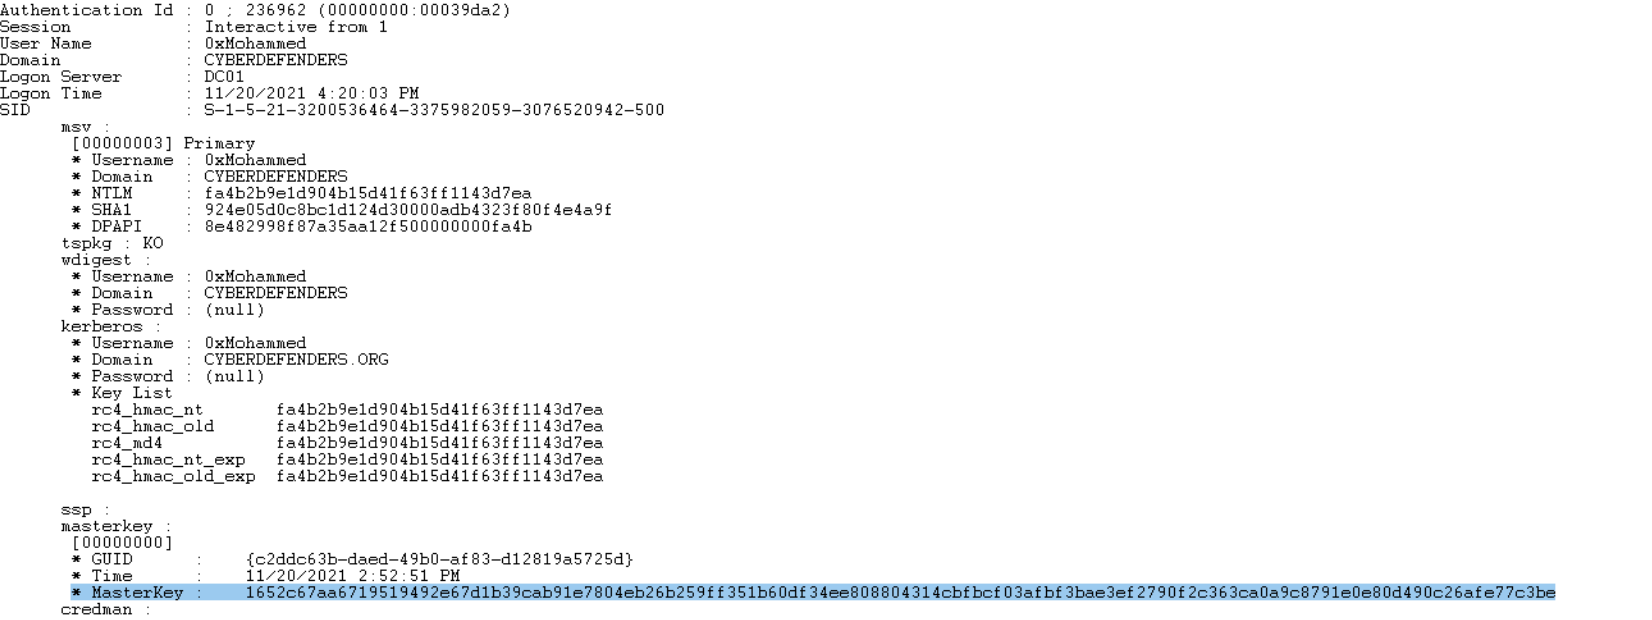 Authentication Id : 0 ; 236962 (00000000:00039da2)
Session : Interactive from 1
User Name : 0xMohammed
Domain : CYBERDEFENDERS
Logon Server : DC01
Logon Time : 11/20/2021 4:20:03 PM
SID : S-1-5-21-3200536464-3375982059-3076520942-500
msv :
[00000003] Primary
* Username : 0xMohammed
* Domain : CYBERDEFENDERS
* NTLM : fa4b2b9e1d904b15d41f63ff1143d7ea
* SHA1 : 924e05d0c8bc1d124d30000adb4323f80f4e4a9f
* DPAPI : 8e482998f87a35aa12f500000000fa4b
tspkg : KO
wdigest :
* Username : 0xMohammed
* Domain : CYBERDEFENDERS
* Password : (null)
kerberos :
* Username : 0xMohammed
* Domain : CYBERDEFENDERS.ORG
* Password : (null)
* Key List
rc4_hmac_nt fa4b2b9e1d904b15d41f63ff1143d7ea
rc4_hmac_old fa4b2b9e1d904b15d41f63ff1143d7ea
rc4_md4 fa4b2b9e1d904b15d41f63ff1143d7ea
rc4_hmac_nt_exp fa4b2b9e1d904b15d41f63ff1143d7ea
rc4_hmac_old_exp fa4b2b9e1d904b15d41f63ff1143d7ea
ssp :
masterkey :
[00000000]
* GUID : {c2ddc63b-daed-49b0-af83-d12819a5725d}
* Time : 11/20/2021 2:52:51 PM
* MasterKey : 1652c67aa6719519492e67d1b39cab91e7804eb26b259ff351b60df34ee808804314cbfbcf03afbf3bae3ef2790f2c363ca0a9c8791e0e80d490c26afe77c3be
credman :